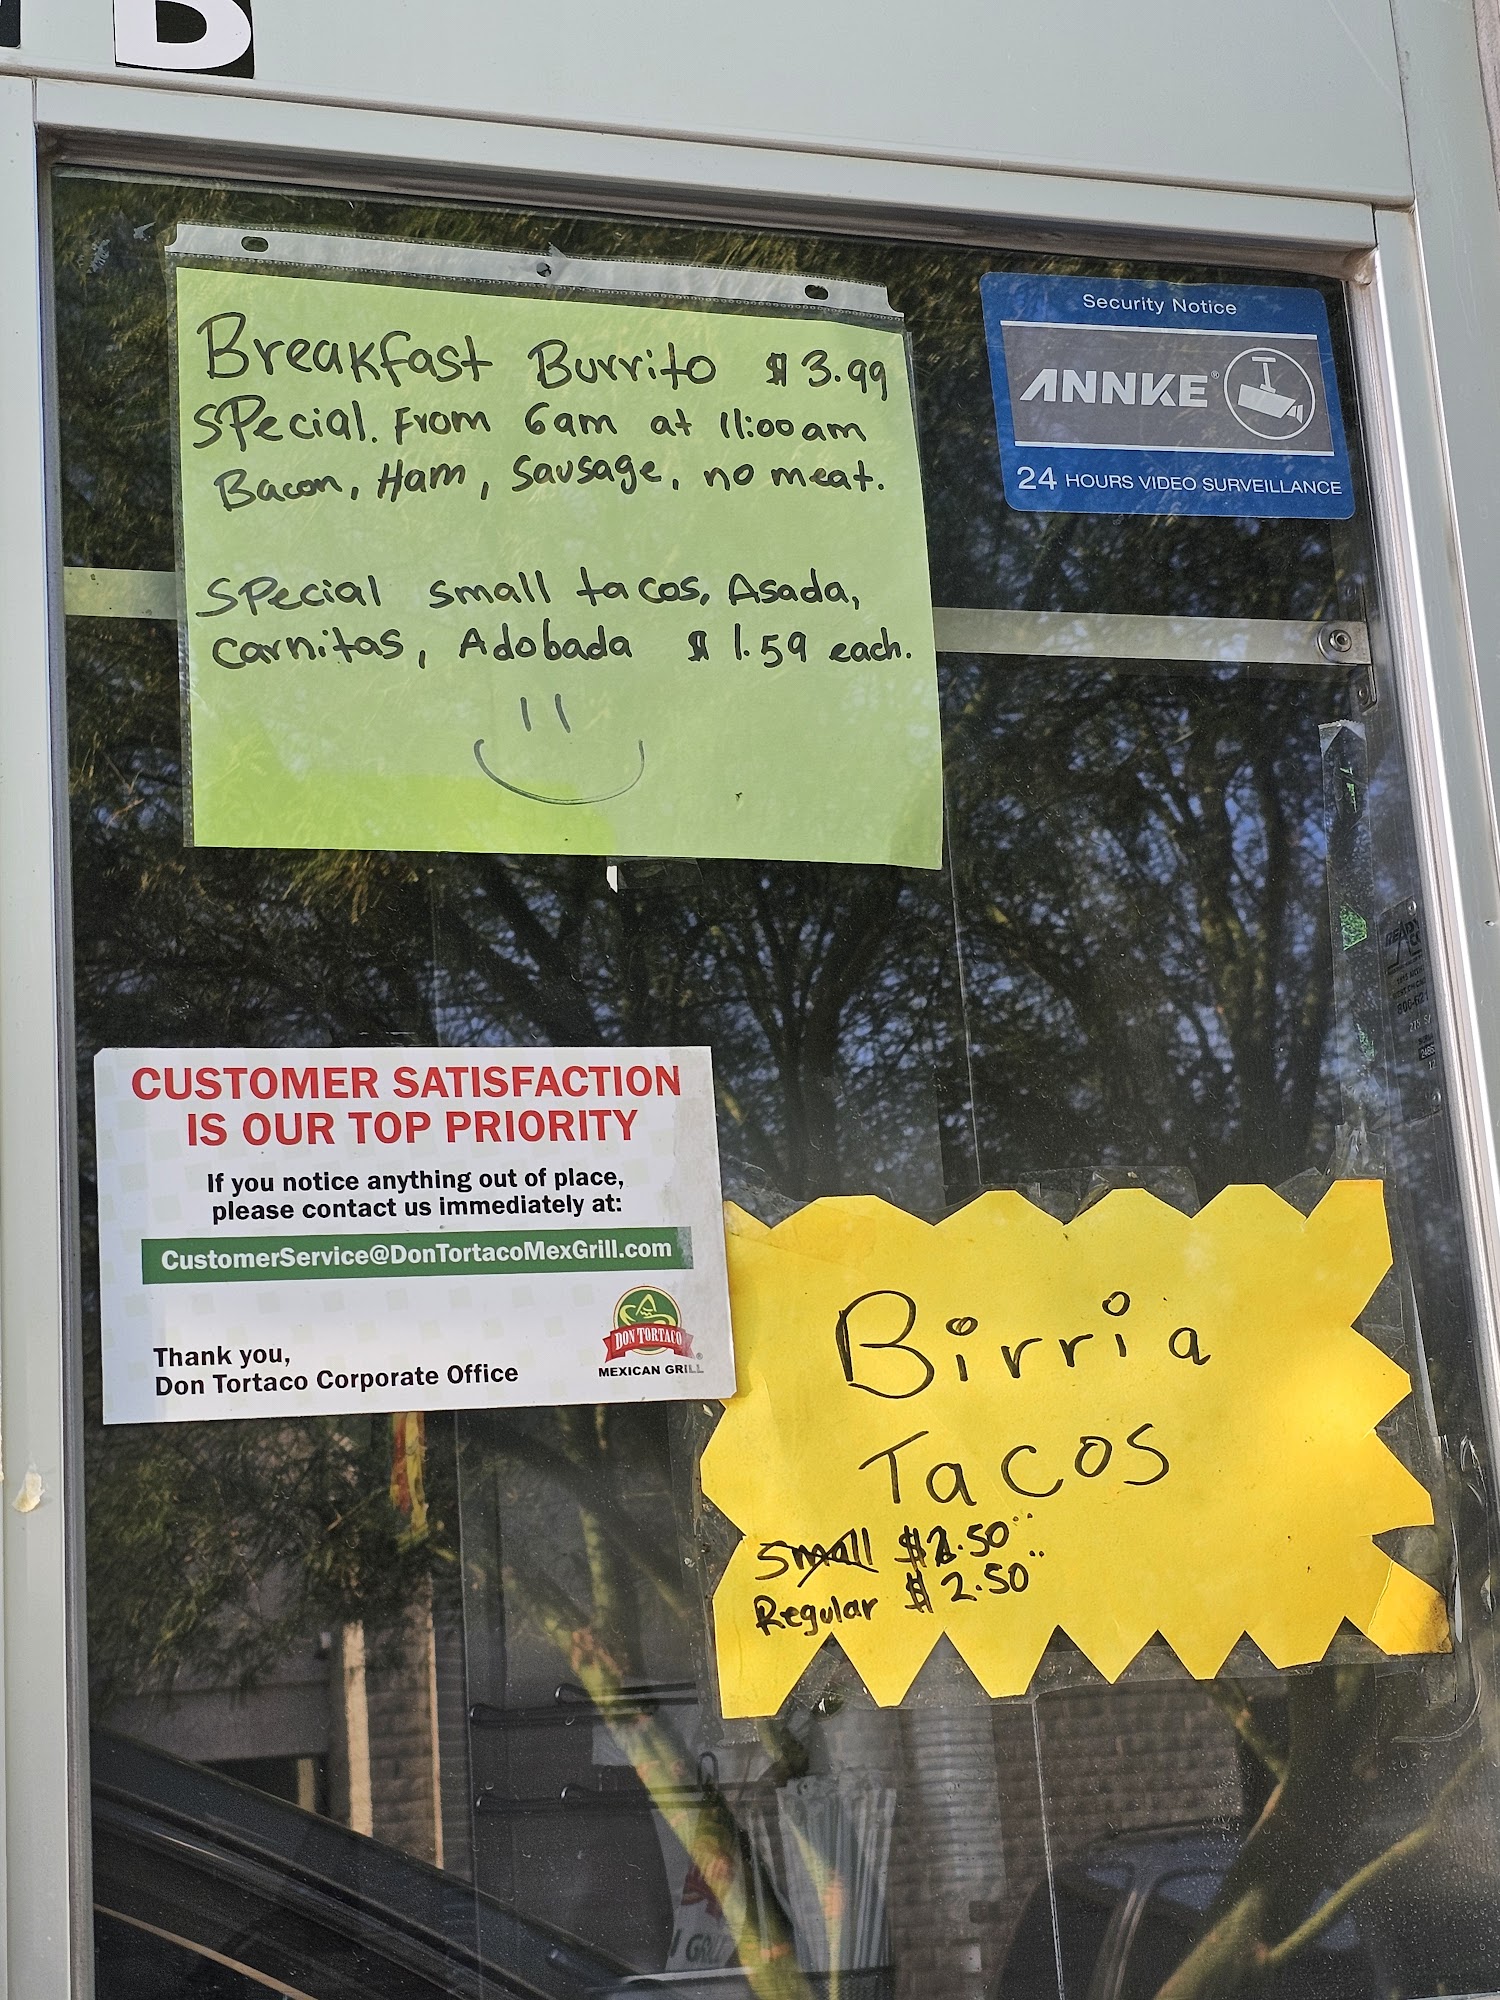 B
Breakfast Burrito $3.99
Special. From 6am at 11:00am
Bacon, Ham, Sausage, no meat.
Special small tacos, Asada,
Carnitas, Adobada $1.59 each.
Security Notice
ANNKE®
24 HOURS VIDEO SURVEILLANCE
CUSTOMER SATISFACTION
IS OUR TOP PRIORITY
If you notice anything out of place,
please contact us immediately at:
CustomerService@DonTortacoMexGrill.com
Thank you,
Don Tortaco Corporate Office
DON TORTACO®
MEXICAN GRILL
Birria
Tacos
Small $2.50
Regular $2.50